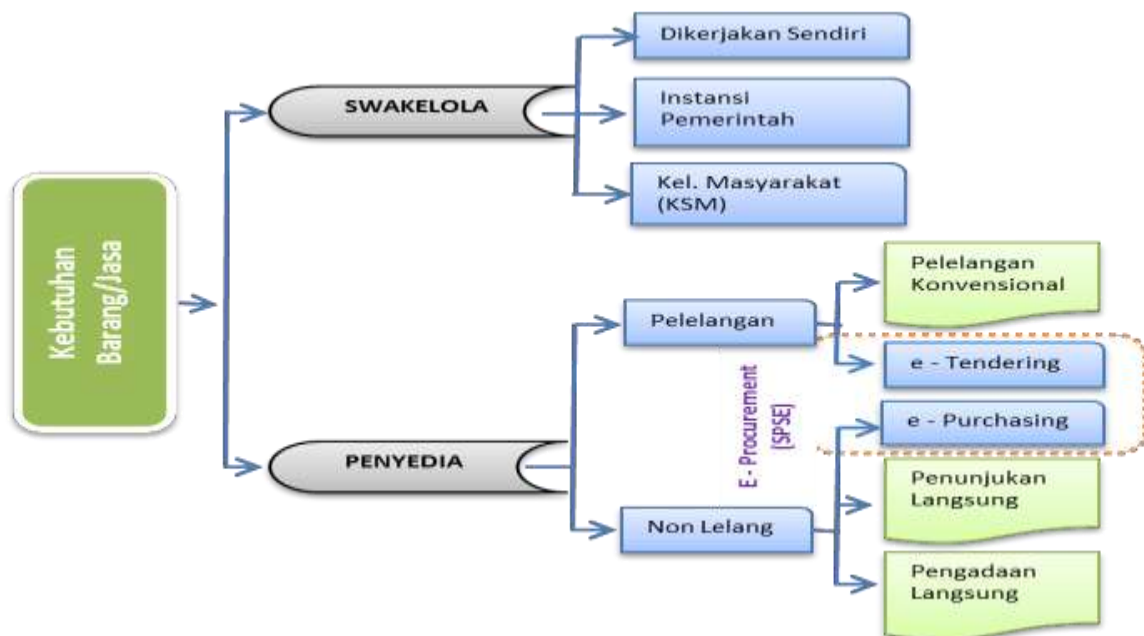 Kebutuhan
Barang/Jasa
SWAKELOLA
Dikerjakan Sendiri
Instansi
Pemerintah
Kel. Masyarakat
(KSM)
PENYEDIA
Pelelangan
Pelelangan
Konvensional
e - Tendering
E - Procurement
(SPSE)
e - Purchasing
Non Lelang
Penunjukan
Langsung
Pengadaan
Langsung